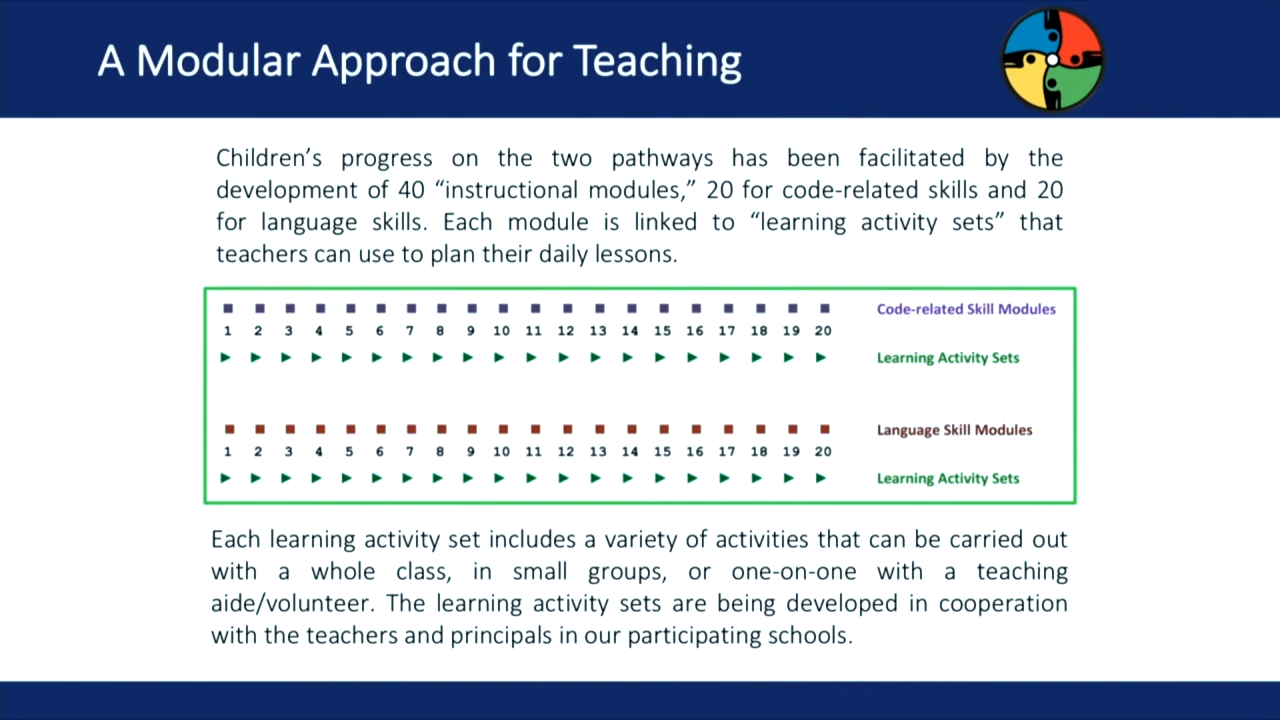 A Modular Approach for Teaching
Children’s progress on the two pathways has been facilitated by the
development of 40 “instructional modules,” 20 for code-related skills and 20
for language skills. Each module is linked to “learning activity sets” that
teachers can use to plan their daily lessons.
Code-related Skill Modules
1 2 3 4 5 6 7 8 9 10 11 12 13 14 15 16 17 18 19 20
Learning Activity Sets
Language Skill Modules
1 2 3 4 5 6 7 8 9 10 11 12 13 14 15 16 17 18 19 20
Learning Activity Sets
Each learning activity set includes a variety of activities that can be carried out
with a whole class, in small groups, or one-on-one with a teaching
aide/volunteer. The learning activity sets are being developed in cooperation
with the teachers and principals in our participating schools.